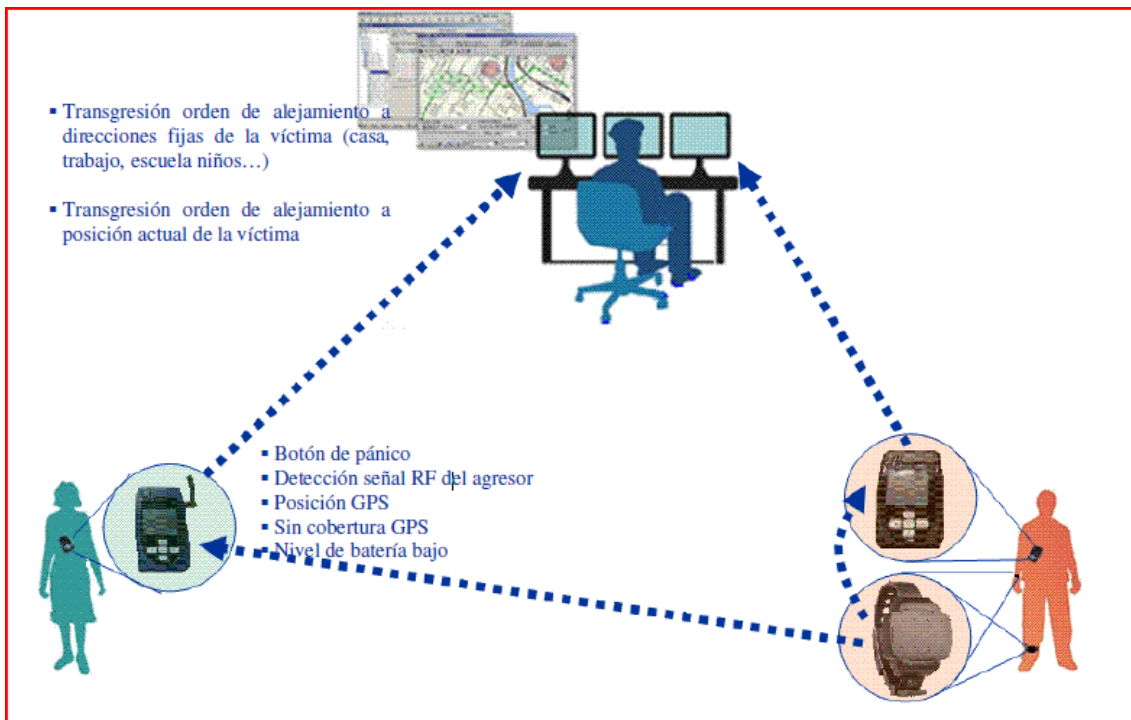 ▪ Transgresión orden de alejamiento a
direcciones fijas de la víctima (casa,
trabajo, escuela niños…)
▪ Transgresión orden de alejamiento a
posición actual de la víctima
▪ Botón de pánico
▪ Detección señal RF del agresor
▪ Posición GPS
▪ Sin cobertura GPS
▪ Nivel de batería bajo